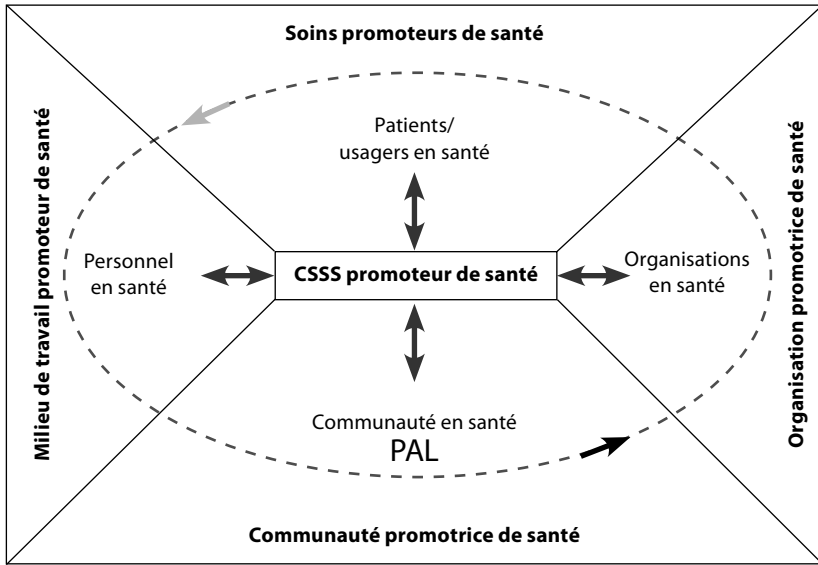 Soins promoteurs de santé
Patients/
usagers en santé
Milieu de travail promoteur de santé
Personnel
en santé
CSSS promoteur de santé
Organisations
en santé
Organisation promotrice de santé
Communauté en santé
PAL
Communauté promotrice de santé